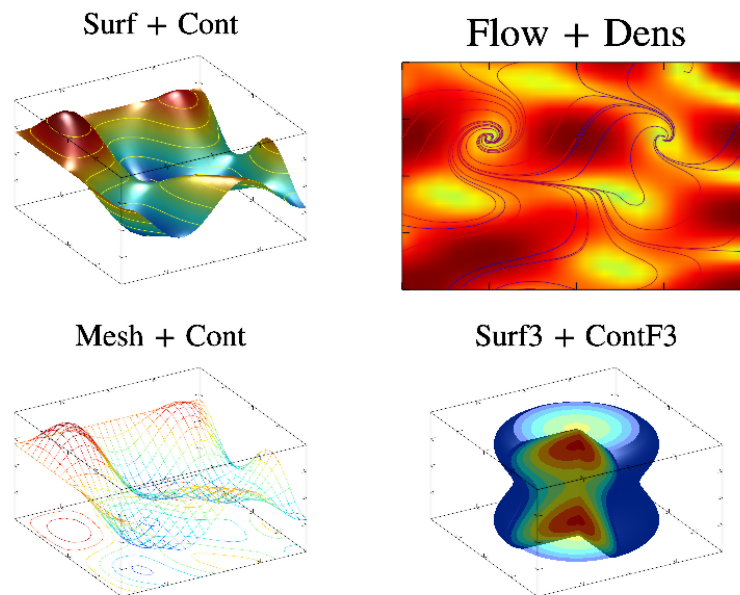 Surf + Cont
Flow + Dens
Mesh + Cont
Surf3 + ContF3